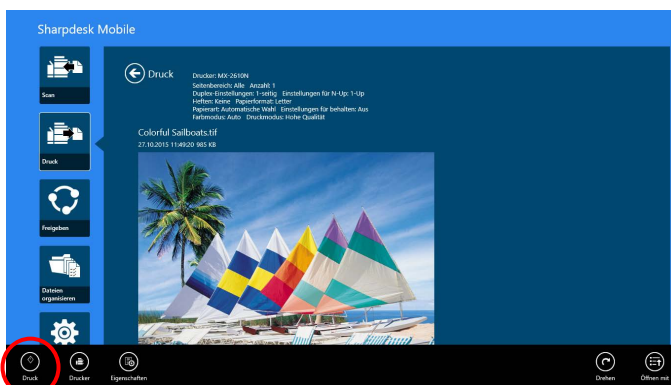 Sharpdesk Mobile
Scan
Druck
Freigeben
Dateien
organisieren
Druck
Drucker: MX-2610N
Seitenbereich: Alle Anzahl: 1
Duplex-Einstellungen: 1-seitig Einstellungen für N-Up: 1-Up
Heften: Keine Papierformat: Letter
Papierart: Automatische Wahl Einstellungen für behalten: Aus
Farbmodus: Auto Druckmodus: Hohe Qualität
Colorful Sailboats.tif
27.10.2015 11:49:20 985 KB
Druck
Drucker
Eigenschaften
Drehen
Öffnen mit